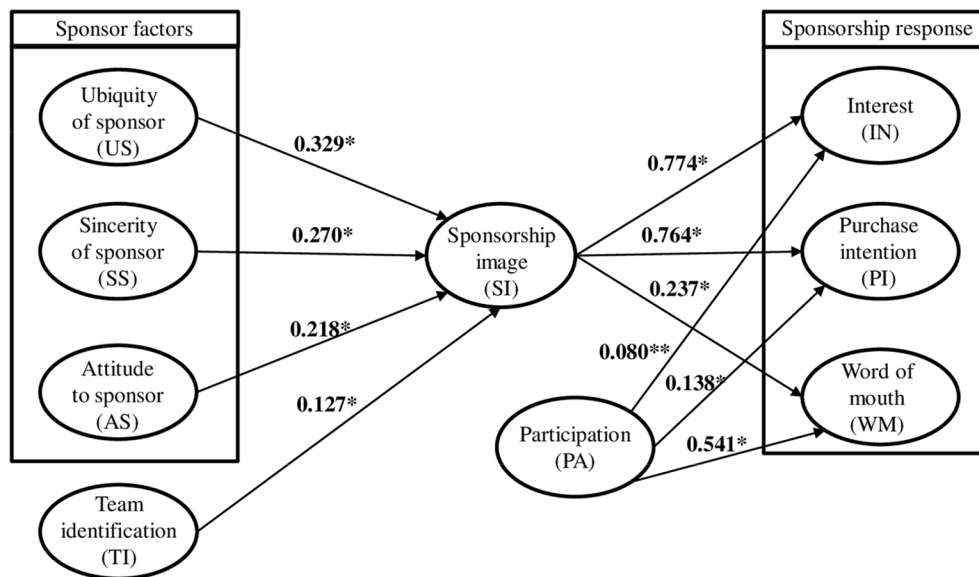 Sponsor factors
Ubiquity
of sponsor
(US)
Sincerity
of sponsor
(SS)
Attitude
to sponsor
(AS)
Team
identification
(TI)
0.329*
0.270*
0.218*
0.127*
Sponsorship
image
(SI)
0.774*
0.764*
0.237*
0.080**
0.138*
0.541*
Participation
(PA)
Sponsorship response
Interest
(IN)
Purchase
intention
(PI)
Word of
mouth
(WM)